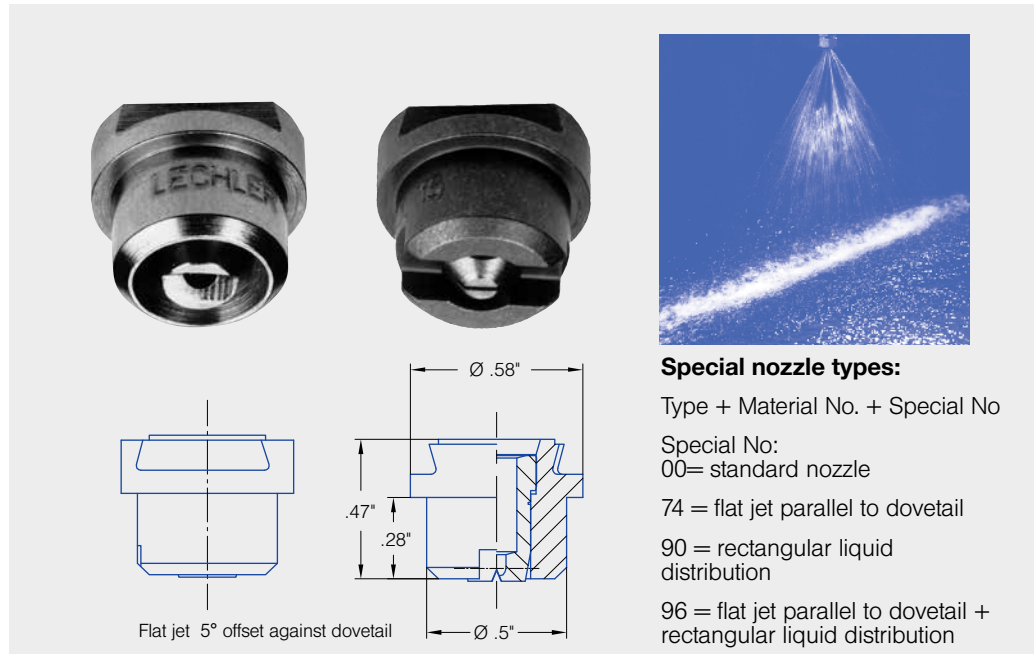 LECHLER
Ø .58"
.47"
.28"
Ø .5"
Flat jet 5° offset against dovetail
Special nozzle types:
Type + Material No. + Special No
Special No:
00= standard nozzle
74 = flat jet parallel to dovetail
90 = rectangular liquid
distribution
96 = flat jet parallel to dovetail +
rectangular liquid distribution